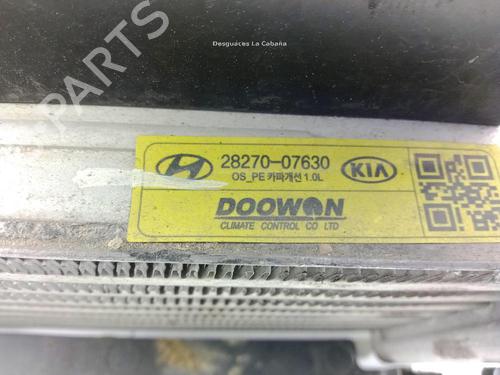 Desguaces La Cabaña
PARTS
28270-07630
KIA
OS_PE 카파개선 1.0L
DOOWON
CLIMATE CONTROL CO LTD